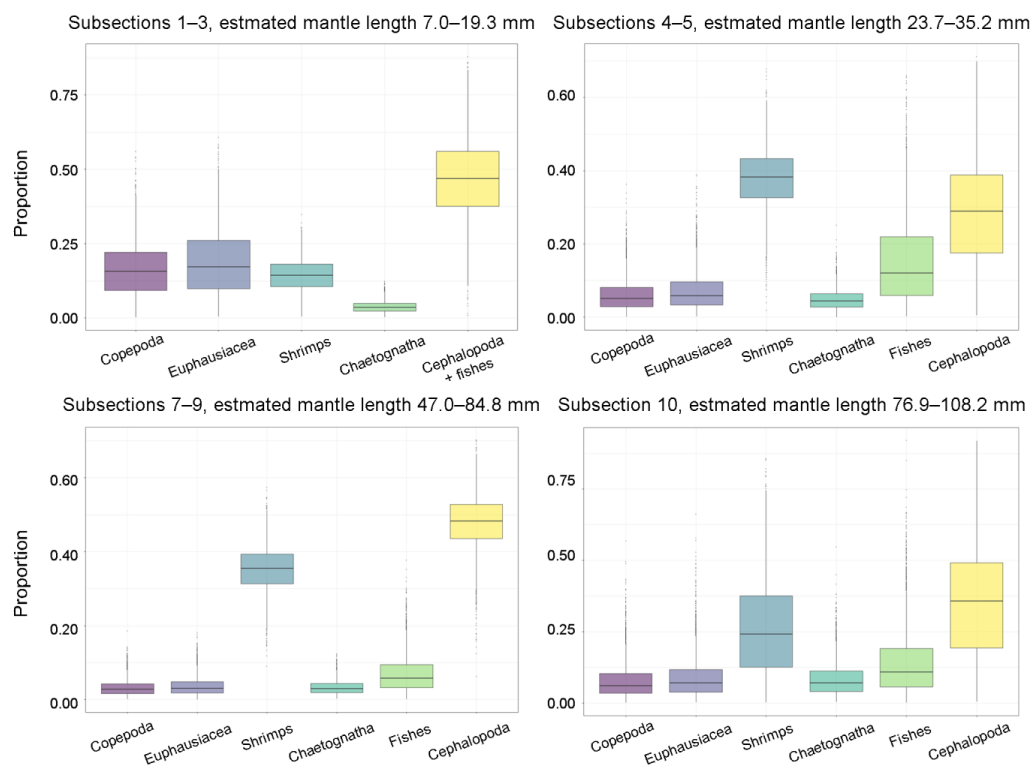 Subsections 1–3, estmated mantle length 7.0–19.3 mm
Proportion
0.75
0.50
0.25
0.00
Copepoda
Euphausiacea
Shrimps
Chaetognatha
Cephalopoda
+ fishes
Subsections 4–5, estmated mantle length 23.7–35.2 mm
0.60
0.40
0.20
0.00
Copepoda
Euphausiacea
Shrimps
Chaetognatha
Fishes
Cephalopoda
Subsections 7–9, estmated mantle length 47.0–84.8 mm
Proportion
0.60
0.40
0.20
0.00
Copepoda
Euphausiacea
Shrimps
Chaetognatha
Fishes
Cephalopoda
Subsection 10, estmated mantle length 76.9–108.2 mm
0.75
0.50
0.25
0.00
Copepoda
Euphausiacea
Shrimps
Chaetognatha
Fishes
Cephalopoda